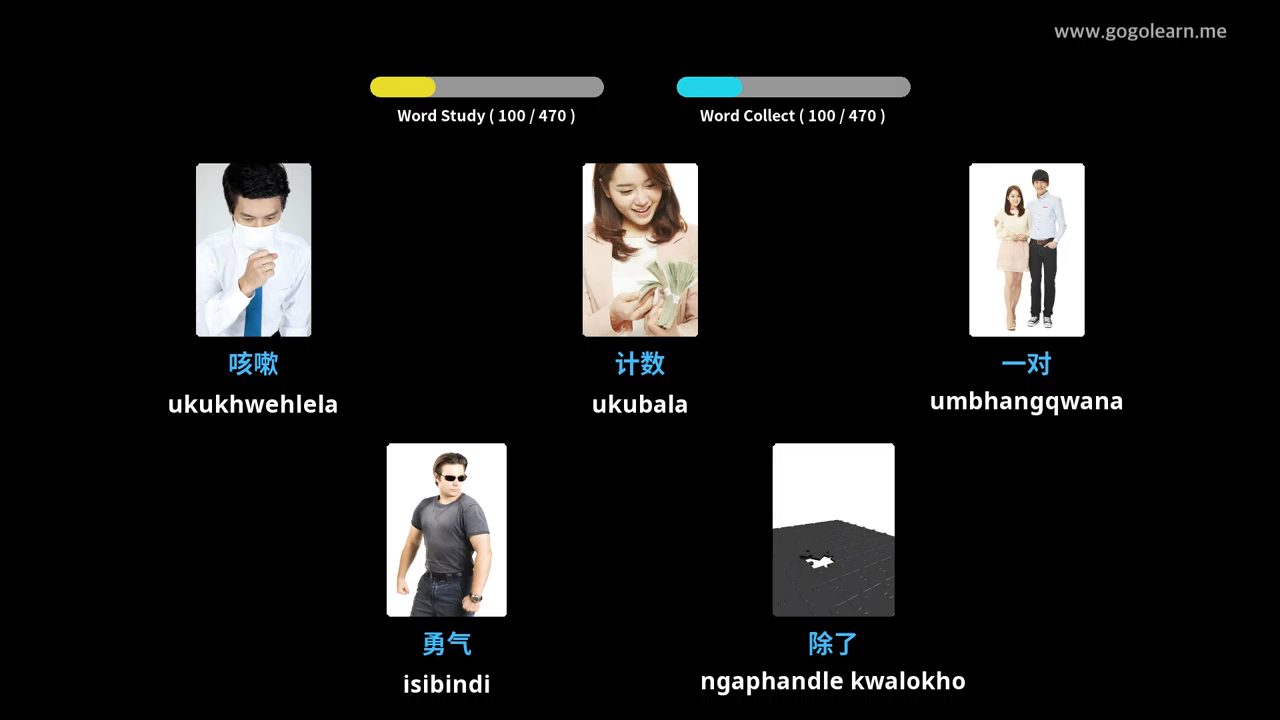 www.gogolearn.me
Word Study ( 100 / 470 )
Word Collect ( 100 / 470 )
咳嗽
计数
一对
ukukhwehlela
ukubala
umbhangqwana
勇气
除了
isibindi
ngaphandle kwalokho